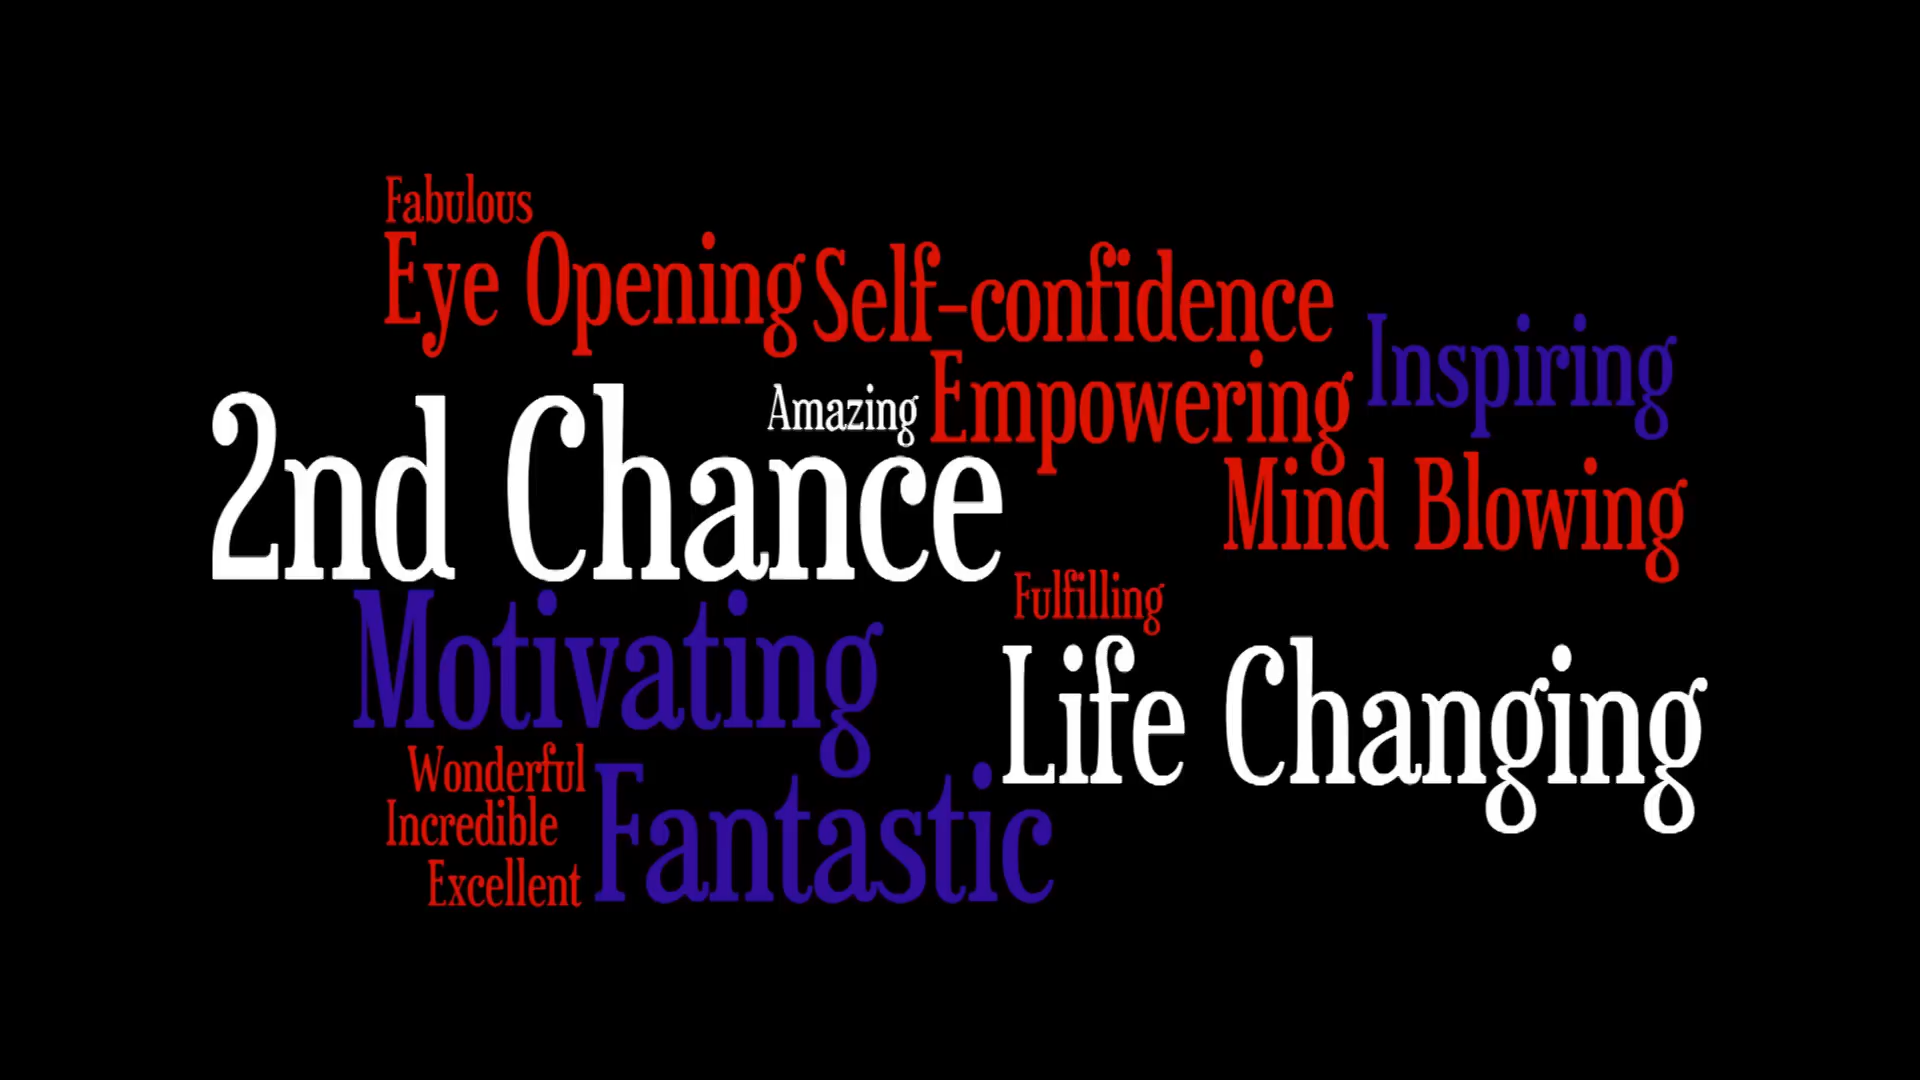 Fabulous
Eye Opening
Self-confidence
Inspiring
Amazing
Empowering
2nd Chance
Mind Blowing
Fulfilling
Motivating
Life Changing
Wonderful
Incredible
Fantastic
Excellent